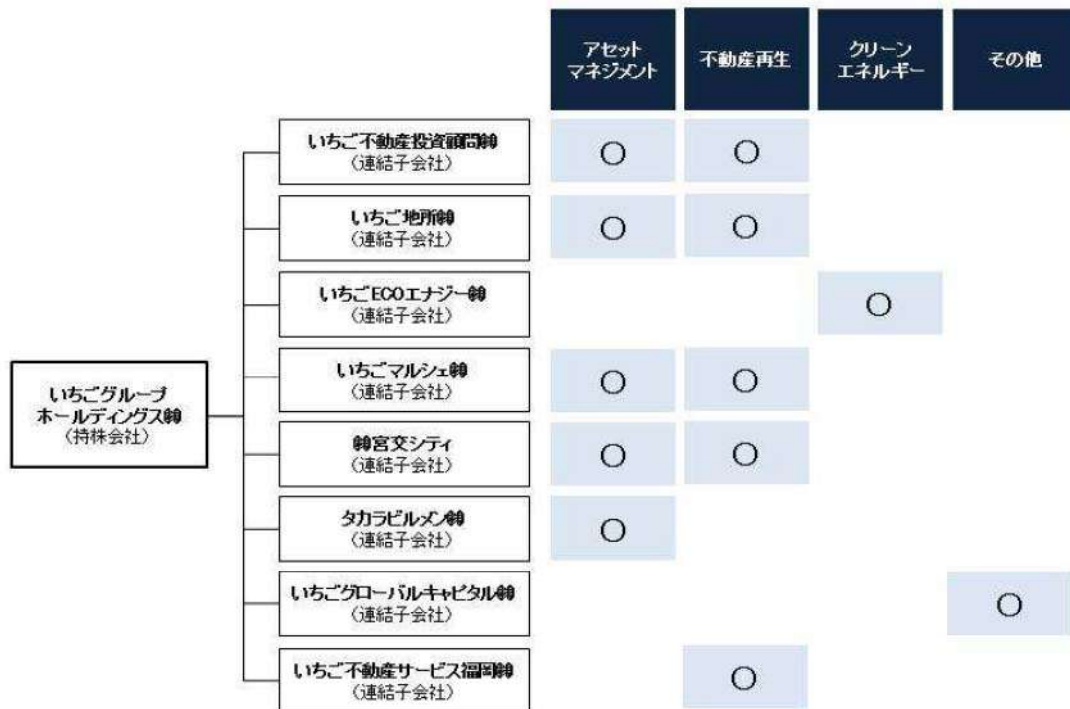 アセット
マネジメント
不動産再生
クリーン
エネルギー
その他
いちご不動産投資顧問㈱
(連結子会社)
○
○
いちご地所㈱
(連結子会社)
○
○
いちごECOエナジー㈱
(連結子会社)
○
いちごグループ
ホールディングス㈱
(持株会社)
いちごマルシェ㈱
(連結子会社)
○
○
㈱宮交シティ
(連結子会社)
○
○
タカラビルメン㈱
(連結子会社)
○
いちごグローバルキャピタル㈱
(連結子会社)
○
いちご不動産サービス福岡㈱
(連結子会社)
○